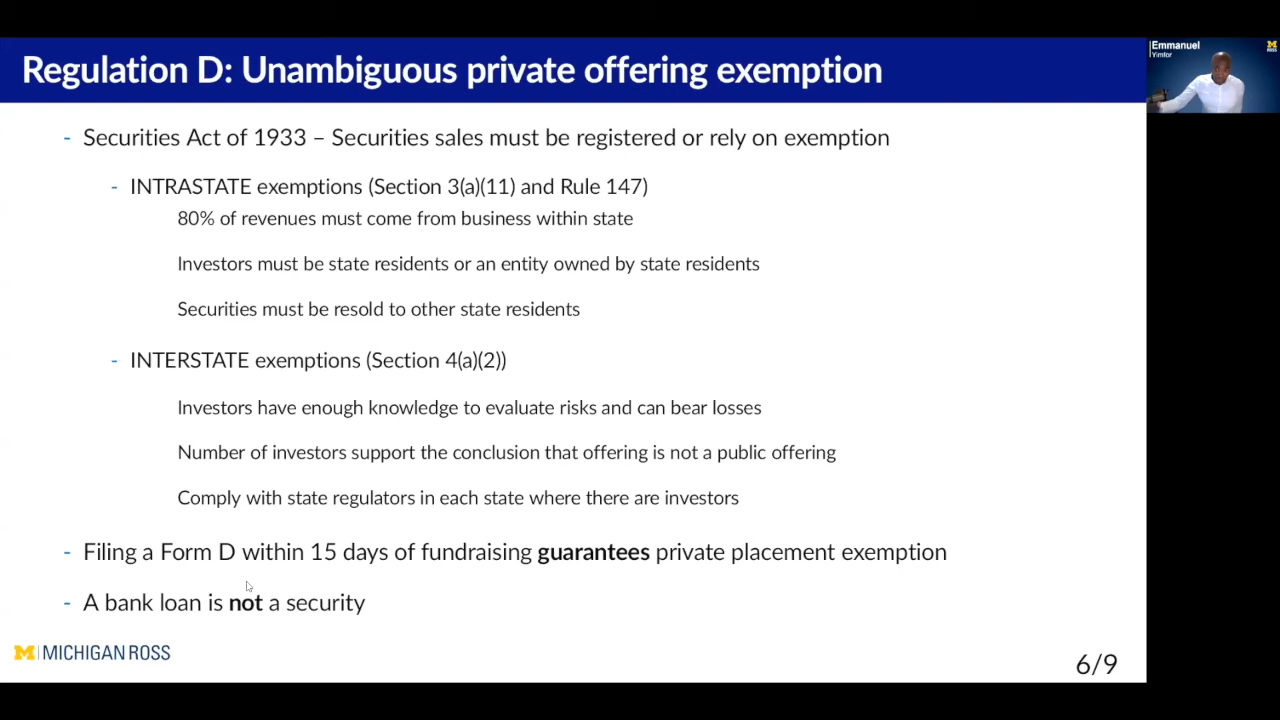 Regulation D: Unambiguous private offering exemption
Emmanuel
Yimfor
M
ROSS
- Securities Act of 1933 – Securities sales must be registered or rely on exemption
- INTRASTATE exemptions (Section 3(a)(11) and Rule 147)
80% of revenues must come from business within state
Investors must be state residents or an entity owned by state residents
Securities must be resold to other state residents
- INTERSTATE exemptions (Section 4(a)(2))
Investors have enough knowledge to evaluate risks and can bear losses
Number of investors support the conclusion that offering is not a public offering
Comply with state regulators in each state where there are investors
- Filing a Form D within 15 days of fundraising guarantees private placement exemption
- A bank loan is not a security
M | MICHIGAN ROSS
6/9